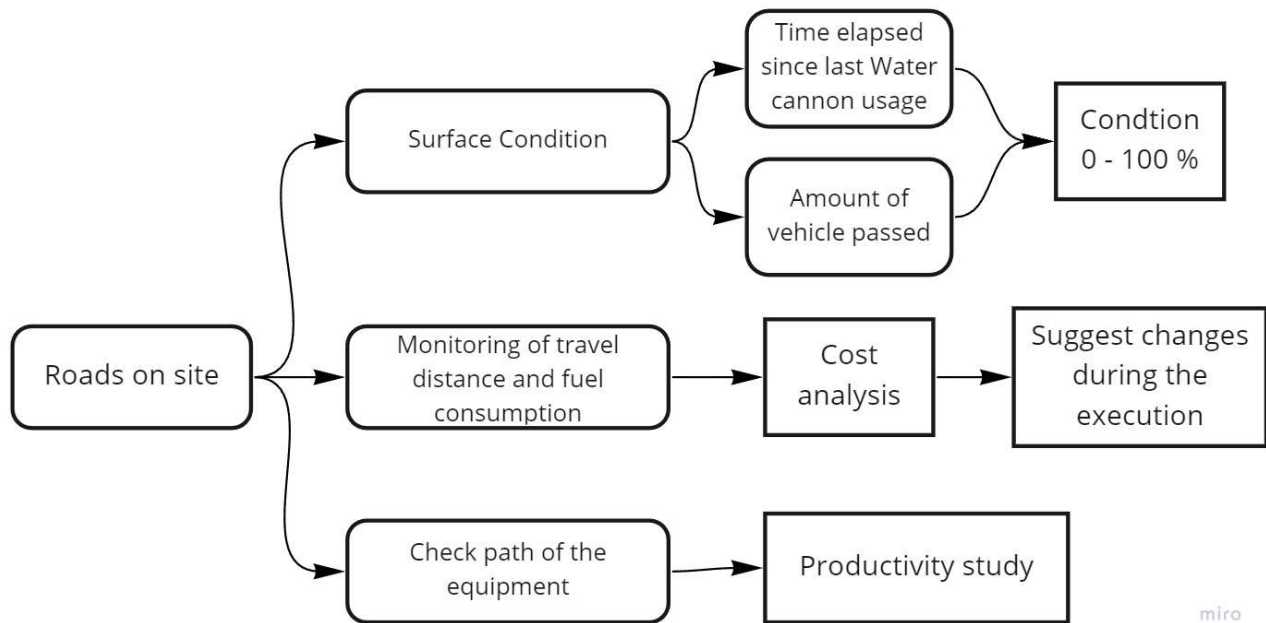 Time elapsed
since last Water
cannon usage
Surface Condition
Condtion
0 - 100 %
Amount of
vehicle passed
Roads on site
Monitoring of travel
distance and fuel
consumption
Cost
analysis
Suggest changes
during the
execution
Check path of the
equipment
Productivity study
miro